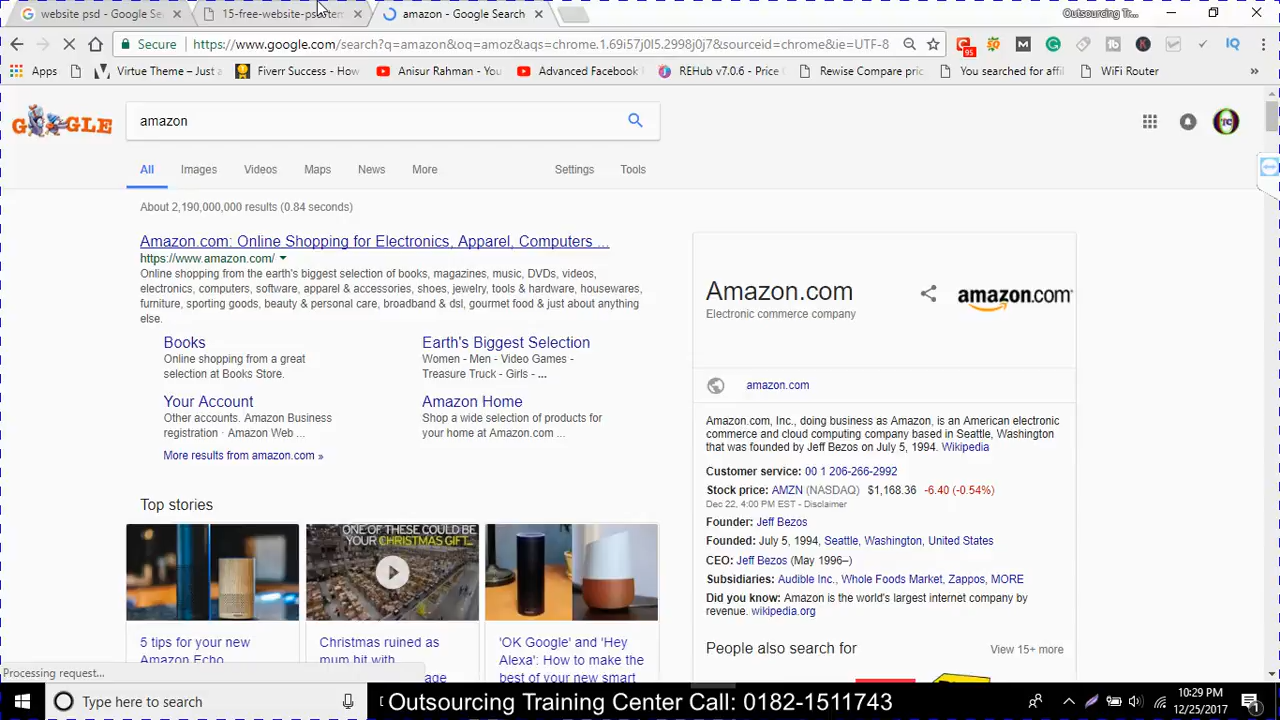 website psd - Google Se
15-free-website-psd-tem
amazon - Google Search
Outsourcing Tr...
Secure
https://www.google.com/search?q=amazon&oq=amoz&aqs=chrome.1.69i57j0l5.2998j0j7&sourceid=chrome&ie=UTF-8
95
Apps
Virtue Theme – Just a
Fiverr Success - How
Anisur Rahman - You
Advanced Facebook
REHub v7.0.6 - Price
Rewise Compare pric
You searched for affil
WiFi Router
»
GOOGLE
amazon
All
Images
Videos
Maps
News
More
Settings
Tools
About 2,190,000,000 results (0.84 seconds)
Amazon.com: Online Shopping for Electronics, Apparel, Computers ...
https://www.amazon.com/
Online shopping from the earth's biggest selection of books, magazines, music, DVDs, videos,
electronics, computers, software, apparel & accessories, shoes, jewelry, tools & hardware, housewares,
furniture, sporting goods, beauty & personal care, broadband & dsl, gourmet food & just about anything
else.
Books
Online shopping from a great
selection at Books Store.
Earth's Biggest Selection
Women - Men - Video Games -
Treasure Truck - Girls - ...
Your Account
Other accounts. Amazon Business
registration · Amazon Web ...
Amazon Home
Shop a wide selection of products for
your home at Amazon.com ...
More results from amazon.com »
Top stories
ONE OF THESE COULD BE
YOUR CHRISTMAS GIFT...
5 tips for your new
Amazon Echo
Christmas ruined as
mum hit with
age
'OK Google' and 'Hey
Alexa': How to make the
best of your new smart
Amazon.com
Electronic commerce company
amazon.com
amazon.com
Amazon.com, Inc., doing business as Amazon, is an American electronic
commerce and cloud computing company based in Seattle, Washington
that was founded by Jeff Bezos on July 5, 1994. Wikipedia
Customer service: 00 1 206-266-2992
Stock price: AMZN (NASDAQ) $1,168.36 -6.40 (-0.54%)
Dec 22, 4:00 PM EST - Disclaimer
Founder: Jeff Bezos
Founded: July 5, 1994, Seattle, Washington, United States
CEO: Jeff Bezos (May 1996–)
Subsidiaries: Audible Inc., Whole Foods Market, Zappos, MORE
Did you know: Amazon is the world's largest internet company by
revenue. wikipedia.org
People also search for
View 15+ more
Processing request...
Type here to search
Outsourcing Training Center Call: 0182-1511743
10:29 PM
12/25/2017
1